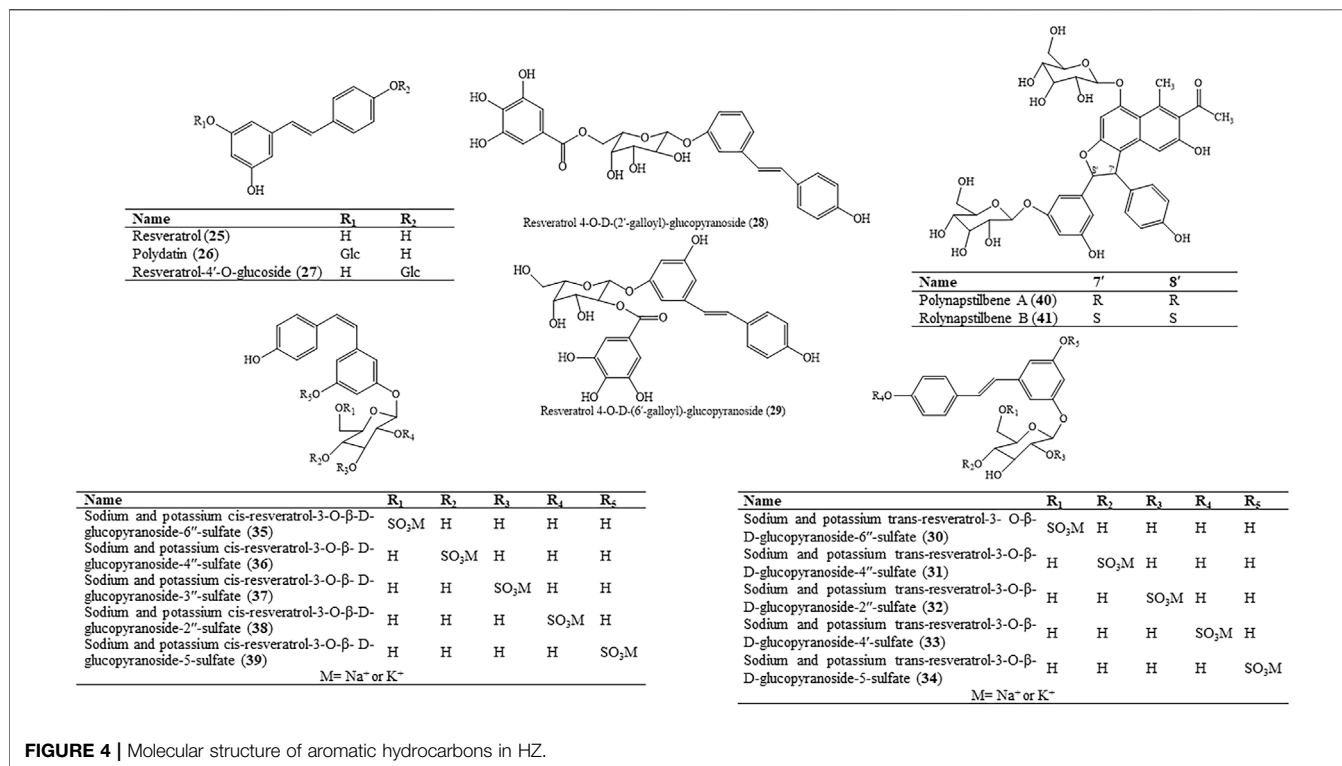 OR₂
R₁O
OH
Name R₁ R₂
Resveratrol (25) H H
Polydatin (26) Glc H
Resveratrol-4′-O-glucoside (27) H Glc
OH
HO
HO
OH
O
O
O
O
OH
HO
OH
OH
Resveratrol 4-O-D-(2′-galloyl)-glucopyranoside (28)
OH
HO
O
O
OH
OH
O
O
HO
HO
OH
OH
Resveratrol 4-O-D-(6′-galloyl)-glucopyranoside (29)
OH
O
HO
HO
OH
O
CH₃
O
CH₃
OH
O
8′
7′
HO
O
HO
HO
OH
O
OH
OH
Name 7′ 8′
Polynapstilbene A (40) R R
Rolynapstilbene B (41) S S
HO
R₅O
O
OR₁
O
R₂O
R₃O
OR₄
Name R₁ R₂ R₃ R₄ R₅
Sodium and potassium cis-resveratrol-3-O-β-D-
glucopyranoside-6″-sulfate (35) SO₃M H H H H
Sodium and potassium cis-resveratrol-3-O-β- D-
glucopyranoside-4″-sulfate (36) H SO₃M H H H
Sodium and potassium cis-resveratrol-3-O-β- D-
glucopyranoside-3″-sulfate (37) H H SO₃M H H
Sodium and potassium cis-resveratrol-3-O-β-D-
glucopyranoside-2″-sulfate (38) H H H SO₃M H
Sodium and potassium cis-resveratrol-3-O-β- D-
glucopyranoside-5-sulfate (39) H H H H SO₃M
M= Na⁺ or K⁺
OR₅
R₄O
O
OR₁
O
R₂O
HO
OR₃
Name R₁ R₂ R₃ R₄ R₅
Sodium and potassium trans-resveratrol-3- O-β-
D-glucopyranoside-6″-sulfate (30) SO₃M H H H H
Sodium and potassium trans-resveratrol-3-O-β-
D-glucopyranoside-4″-sulfate (31) H SO₃M H H H
Sodium and potassium trans-resveratrol-3-O-β-
D-glucopyranoside-2″-sulfate (32) H H SO₃M H H
Sodium and potassium trans-resveratrol-3-O-β-
D-glucopyranoside-4′-sulfate (33) H H H SO₃M H
Sodium and potassium trans-resveratrol-3-O-β-
D-glucopyranoside-5-sulfate (34) H H H H SO₃M
M= Na⁺ or K⁺
FIGURE 4 | Molecular structure of aromatic hydrocarbons in HZ.